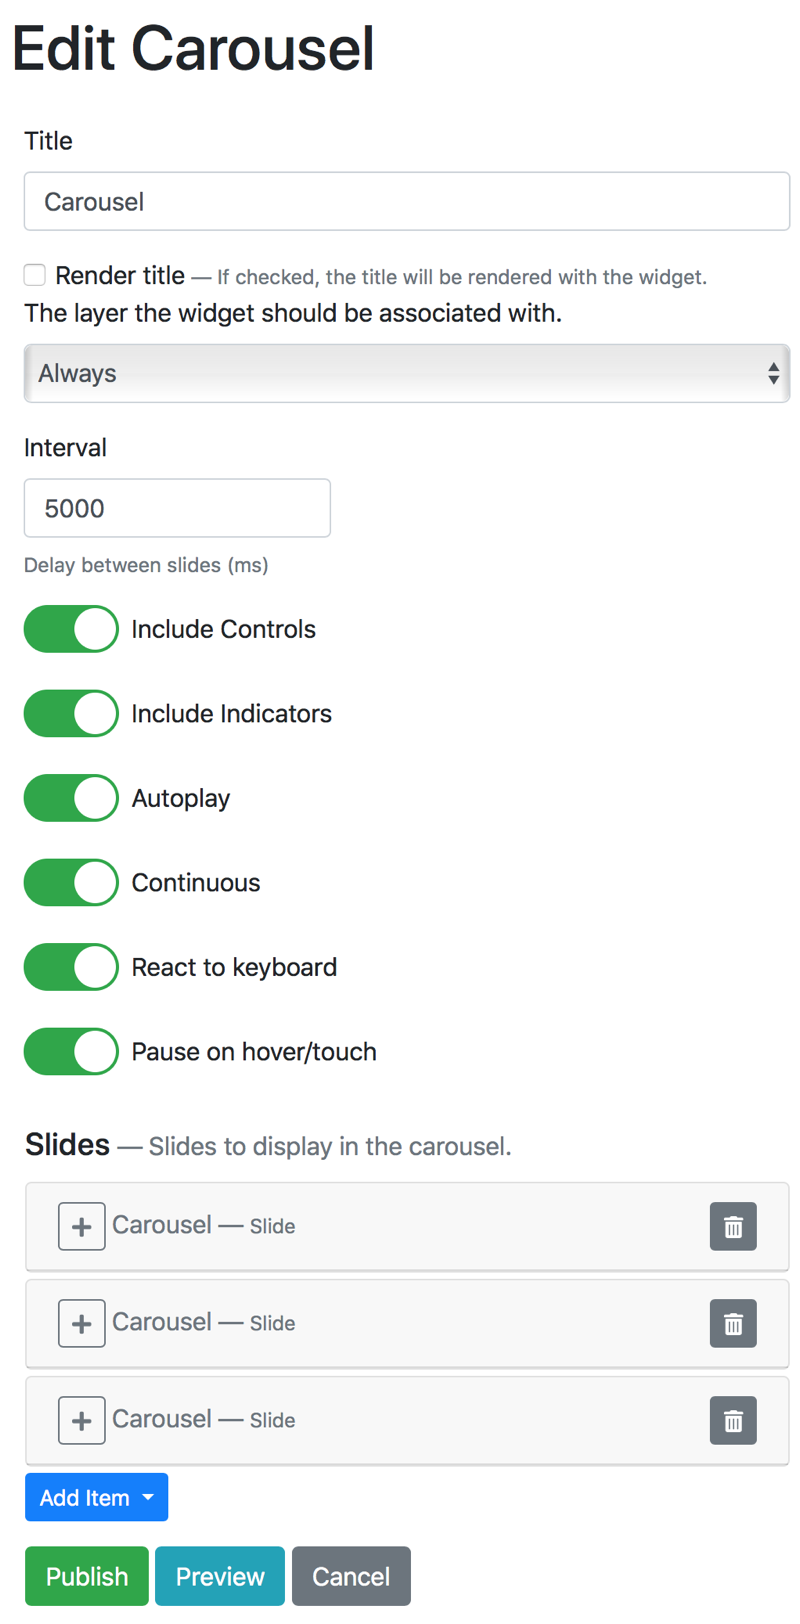 Edit Carousel
Title
Carousel
Render title — If checked, the title will be rendered with the widget.
The layer the widget should be associated with.
Always
Interval
5000
Delay between slides (ms)
Include Controls
Include Indicators
Autoplay
Continuous
React to keyboard
Pause on hover/touch
Slides — Slides to display in the carousel.
Carousel — Slide
Carousel — Slide
Carousel — Slide
Add Item
Publish Preview Cancel